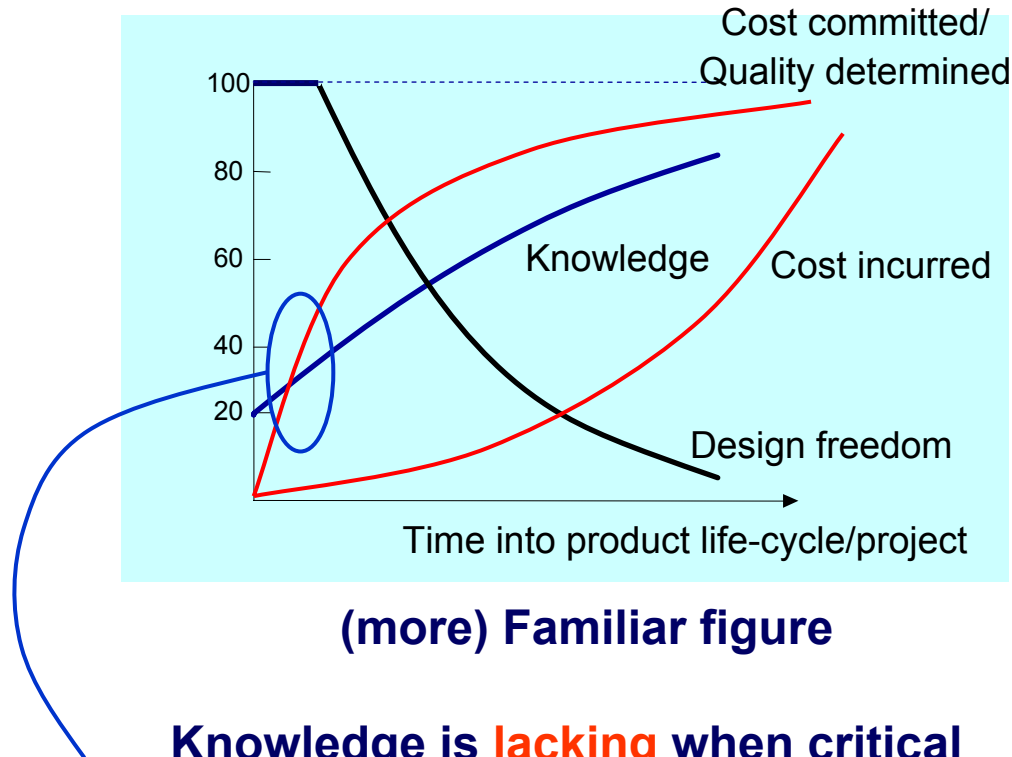 Cost committed/
Quality determined
100
80
60
Knowledge
Cost incurred
40
20
Design freedom
Time into product life-cycle/project
(more) Familiar figure
Knowledge is lacking when critical